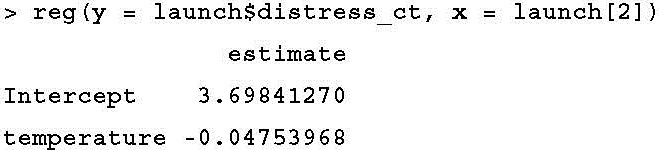 > reg(y = launch$distress_ct, x = launch[2])
estimate
Intercept 3.69841270
temperature -0.04753968